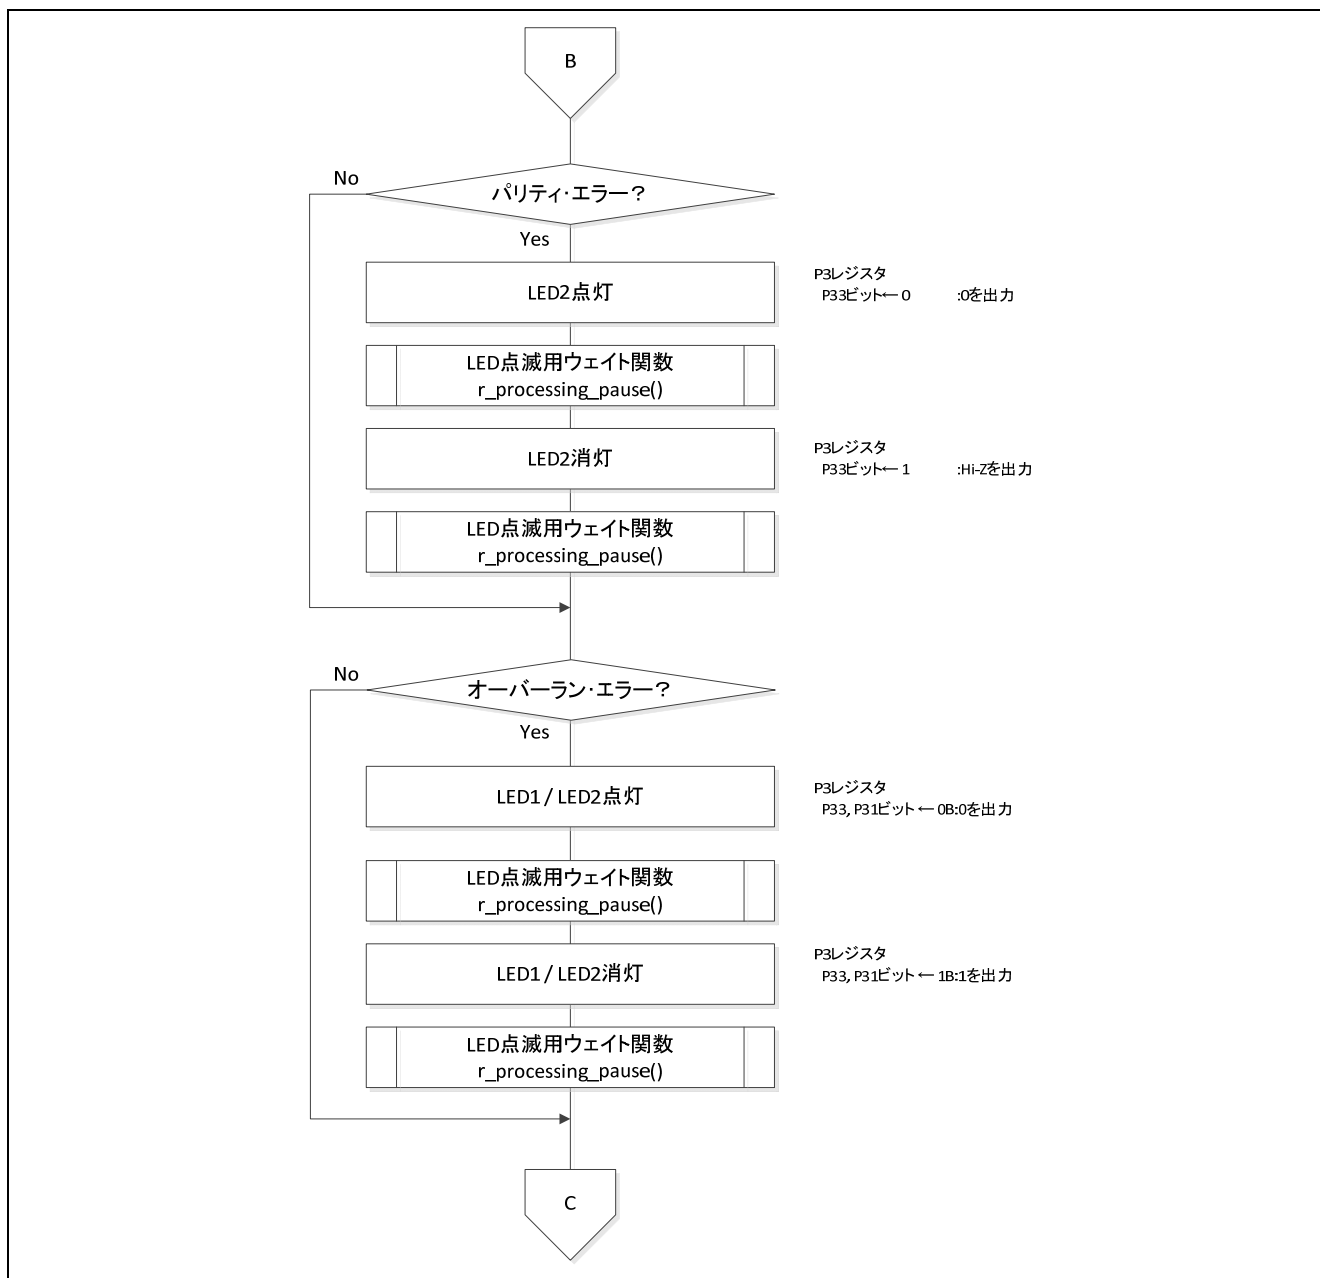 B
No
パリティ・エラー？
Yes
LED2点灯
P3レジスタ
P33ビット← 0 :0を出力
LED点滅用ウェイト関数
r_processing_pause()
LED2消灯
P3レジスタ
P33ビット← 1 :Hi-Zを出力
LED点滅用ウェイト関数
r_processing_pause()
No
オーバーラン・エラー？
Yes
LED1 / LED2点灯
P3レジスタ
P33, P31ビット ← 0B:0を出力
LED点滅用ウェイト関数
r_processing_pause()
LED1 / LED2消灯
P3レジスタ
P33, P31ビット ← 1B:1を出力
LED点滅用ウェイト関数
r_processing_pause()
C